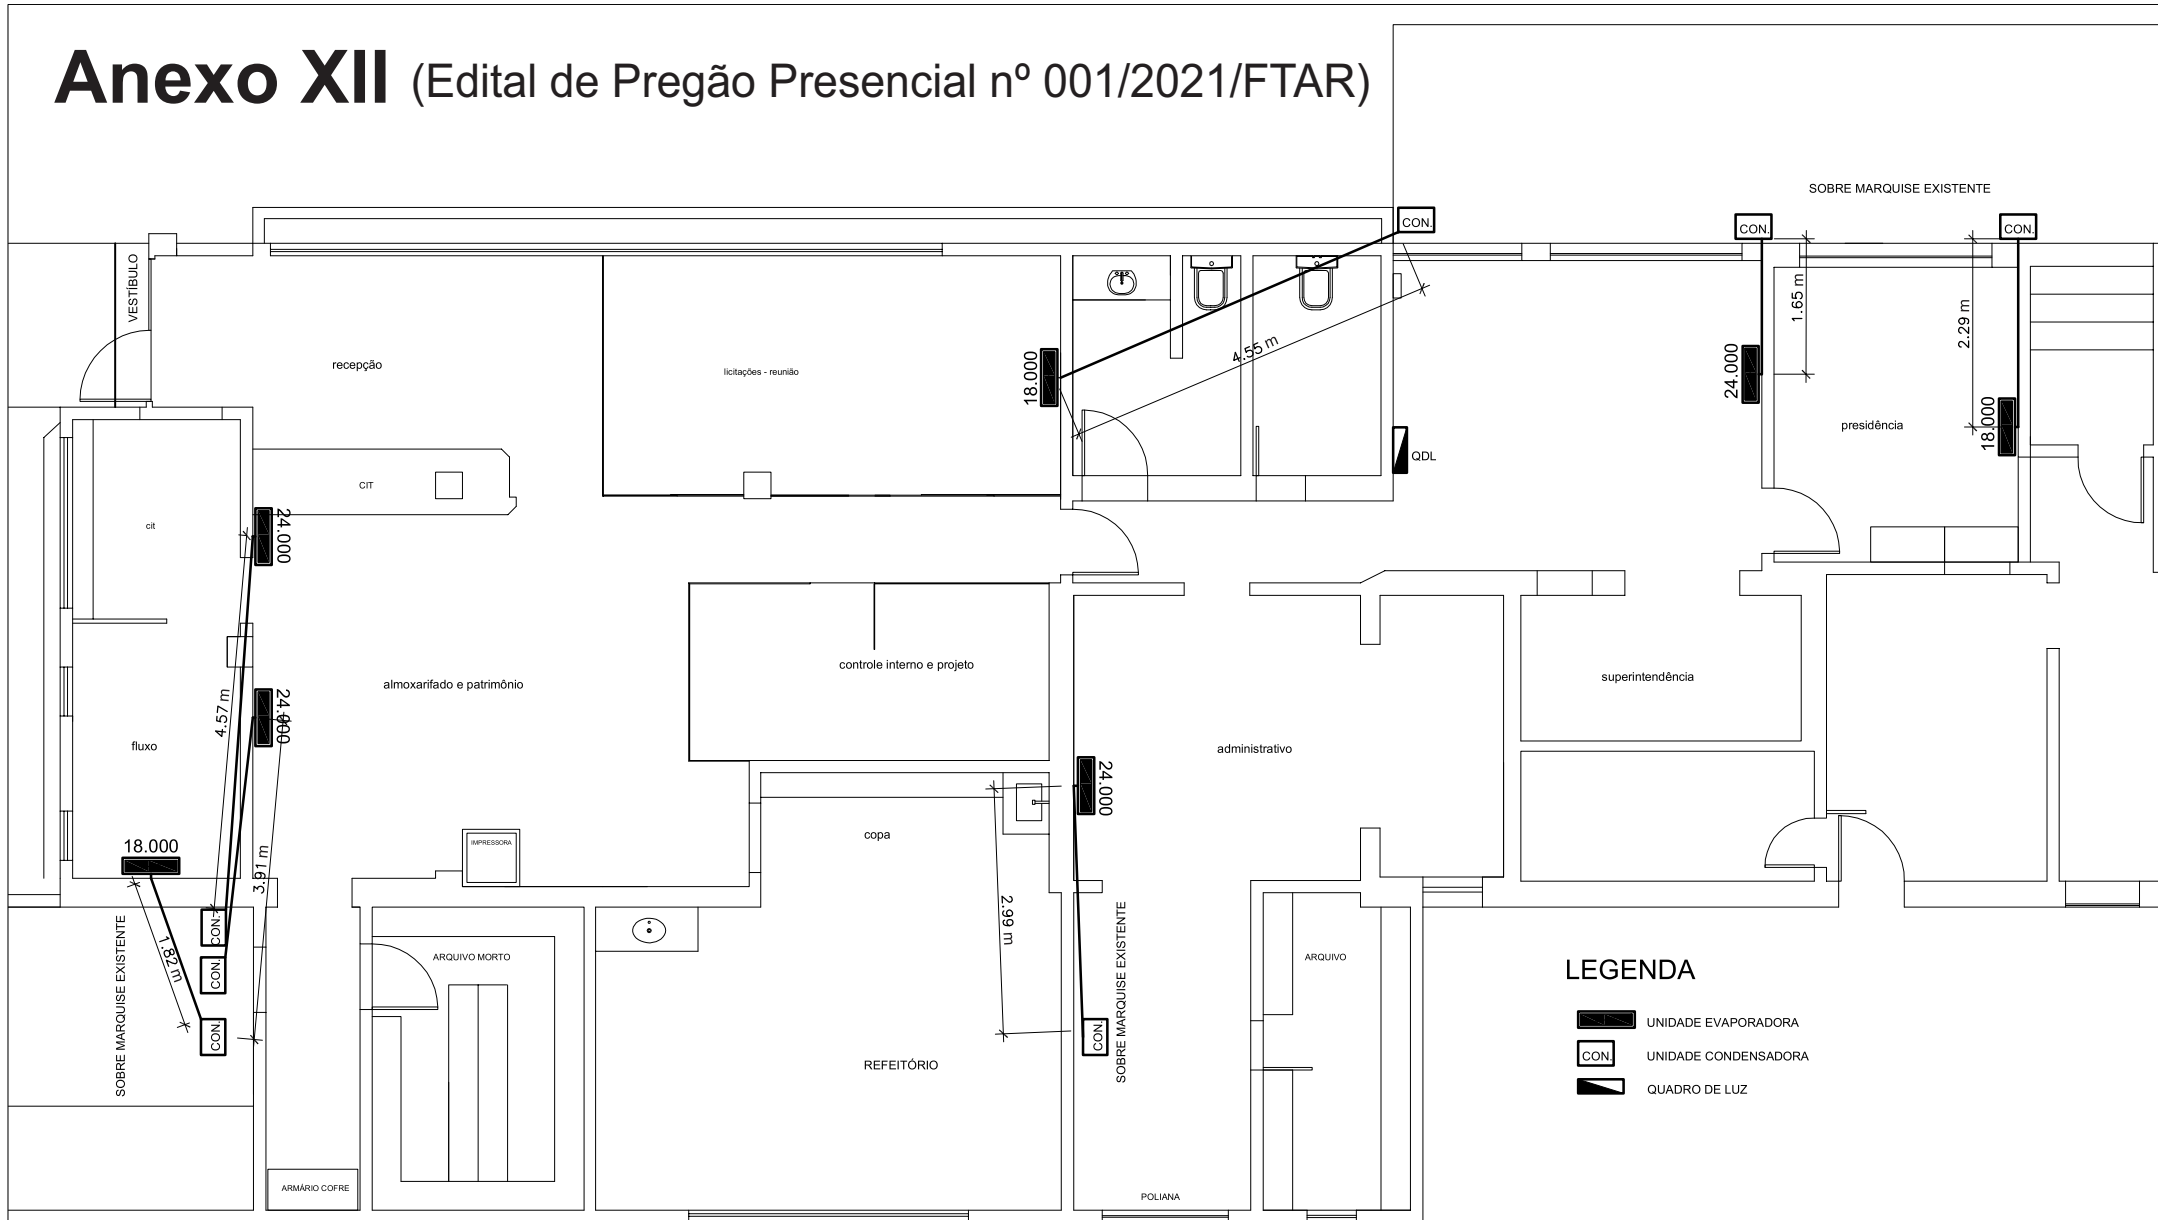 Anexo XII (Edital de Pregão Presencial nº 001/2021/FTAR)
SOBRE MARQUISE EXISTENTE
CON.
CON.
CON.
VESTÍBULO
1.65 m
2.29 m
recepção
licitações - reunião
18.000
4.55 m
24.000
18.000
presidência
QDL
CIT
cit
24.000
controle interno e projeto
almoxarifado e patrimônio
superintendência
4.57 m
24.000
fluxo
administrativo
24.000
copa
IMPRESSORA
18.000
3.91 m
2.99 m
CON.
CON.
CON.
1.82 m
SOBRE MARQUISE EXISTENTE
ARQUIVO MORTO
SOBRE MARQUISE EXISTENTE
ARQUIVO
CON.
REFEITÓRIO
LEGENDA
UNIDADE EVAPORADORA
CON. UNIDADE CONDENSADORA
QUADRO DE LUZ
ARMÁRIO COFRE
POLIANA